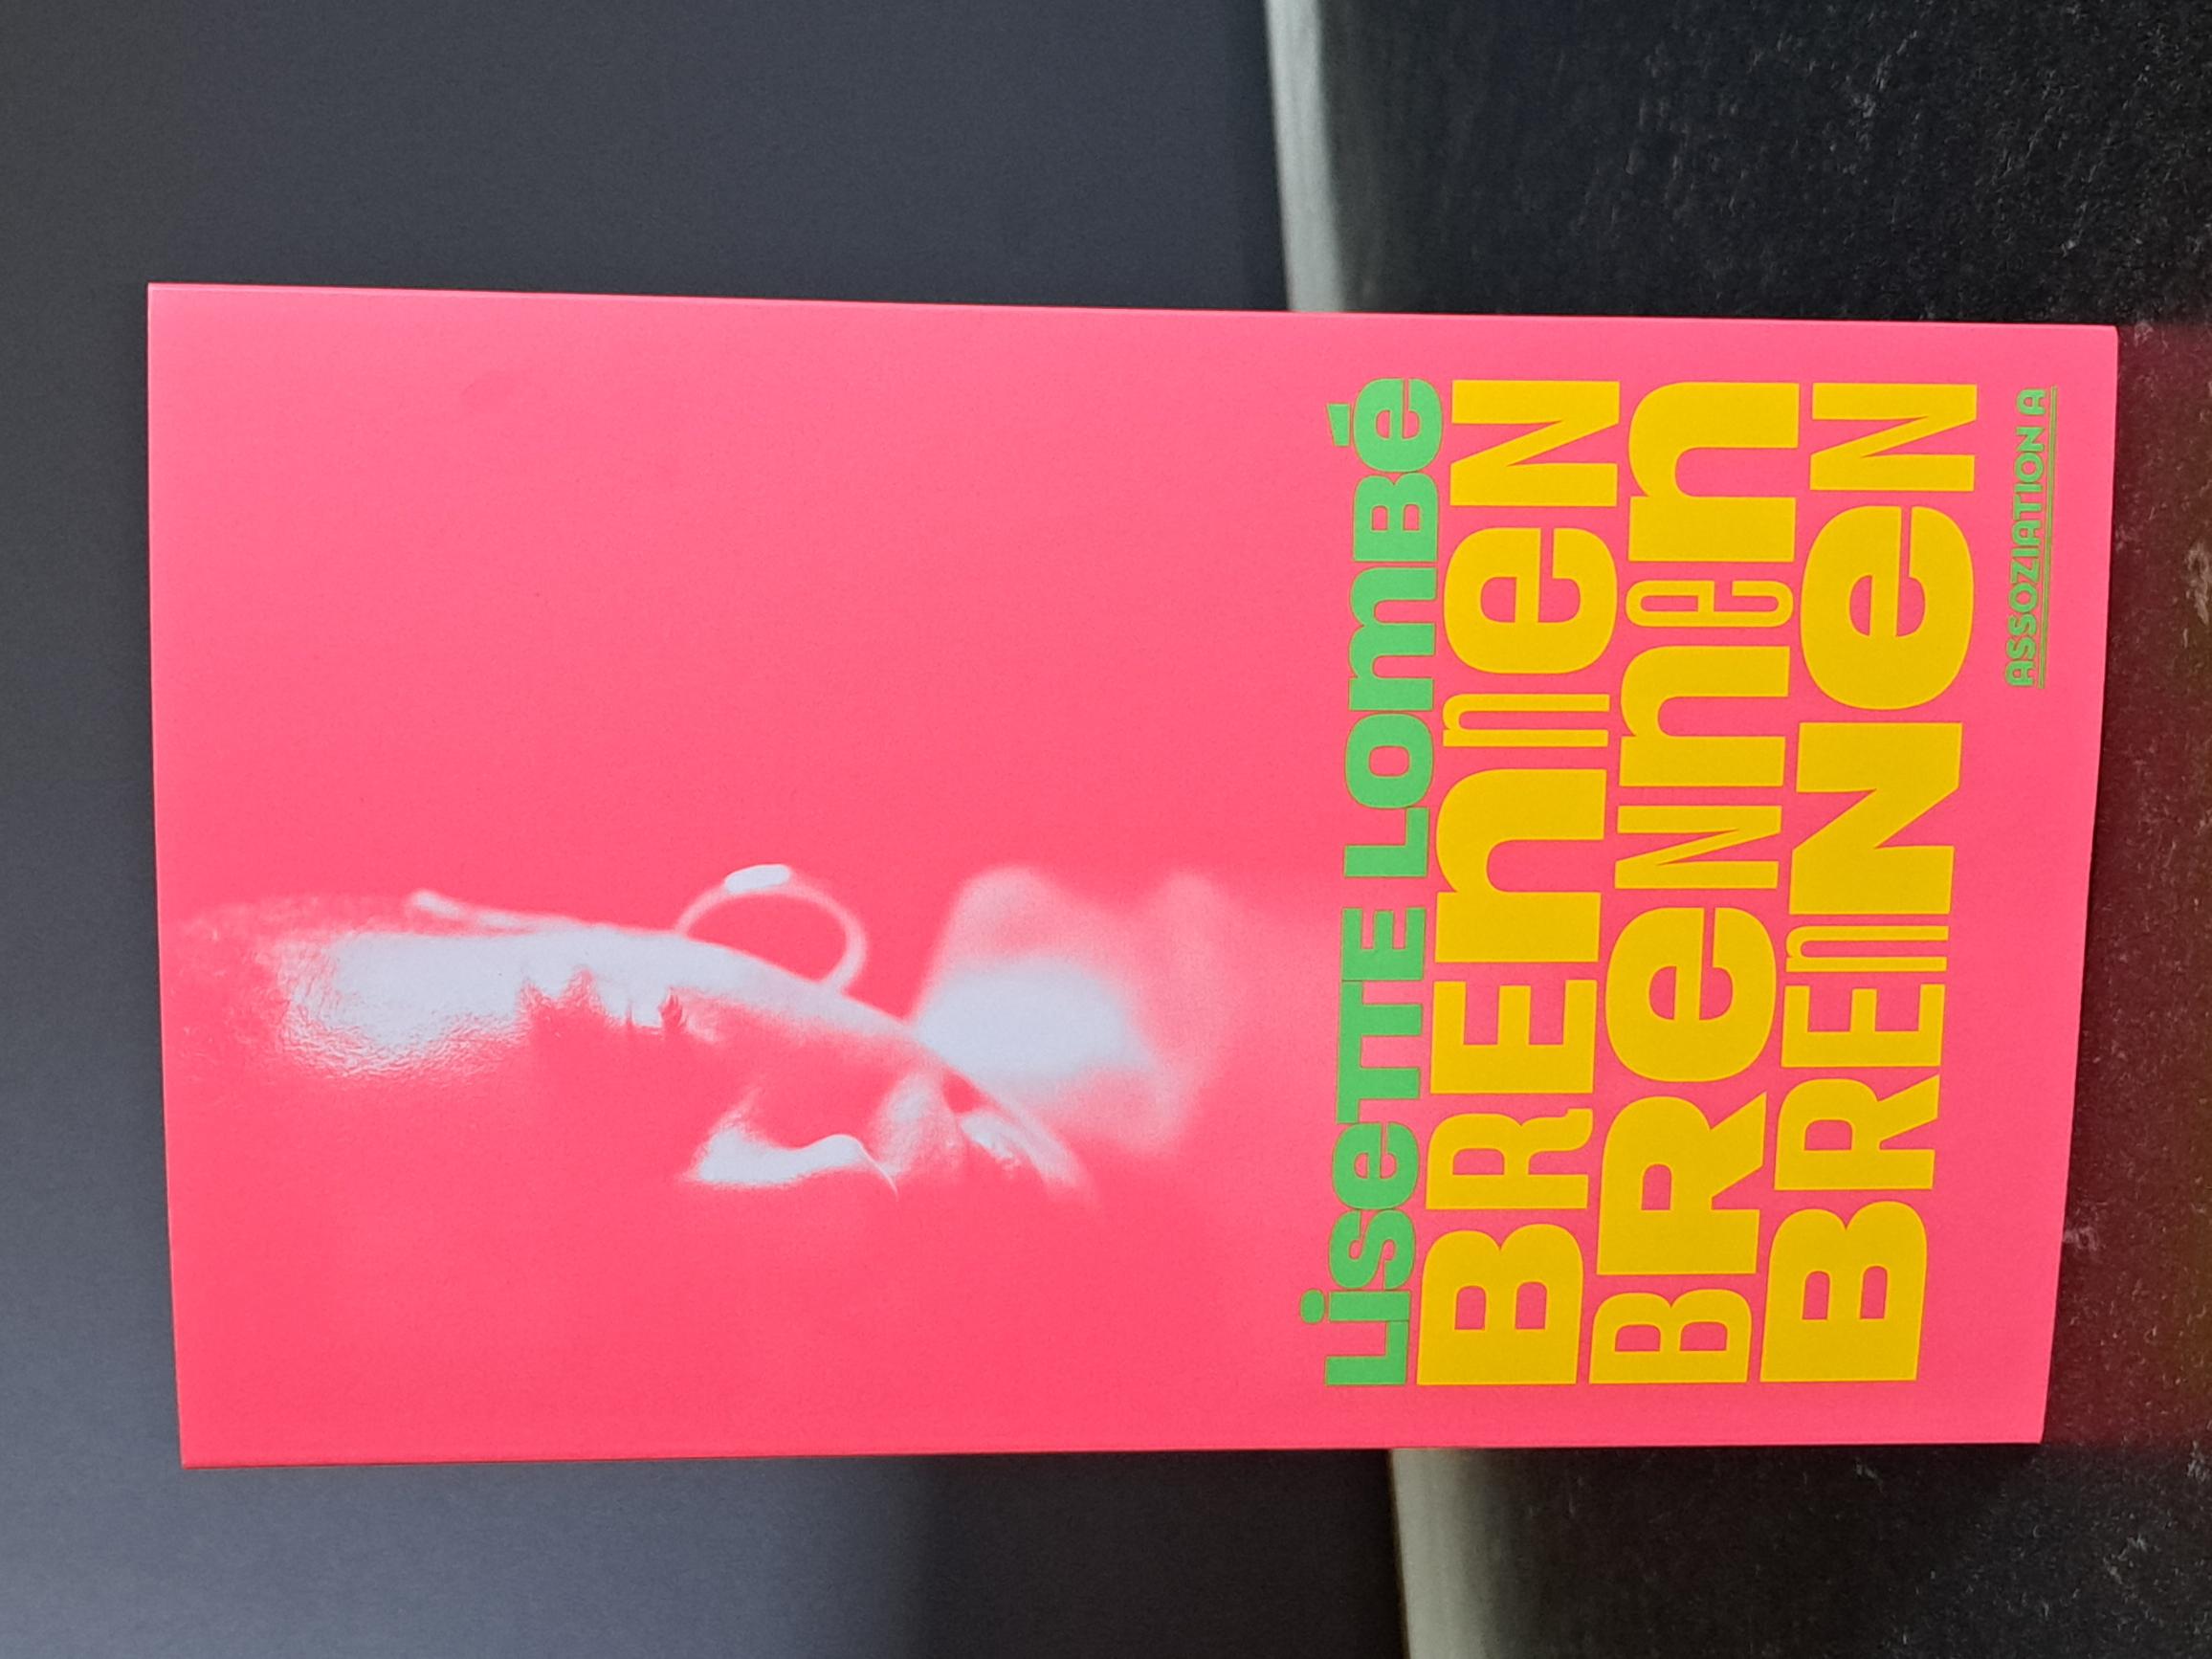 Lisette Lombé
BRennen
BRennen
BRENNEN
ASSOZIATION A